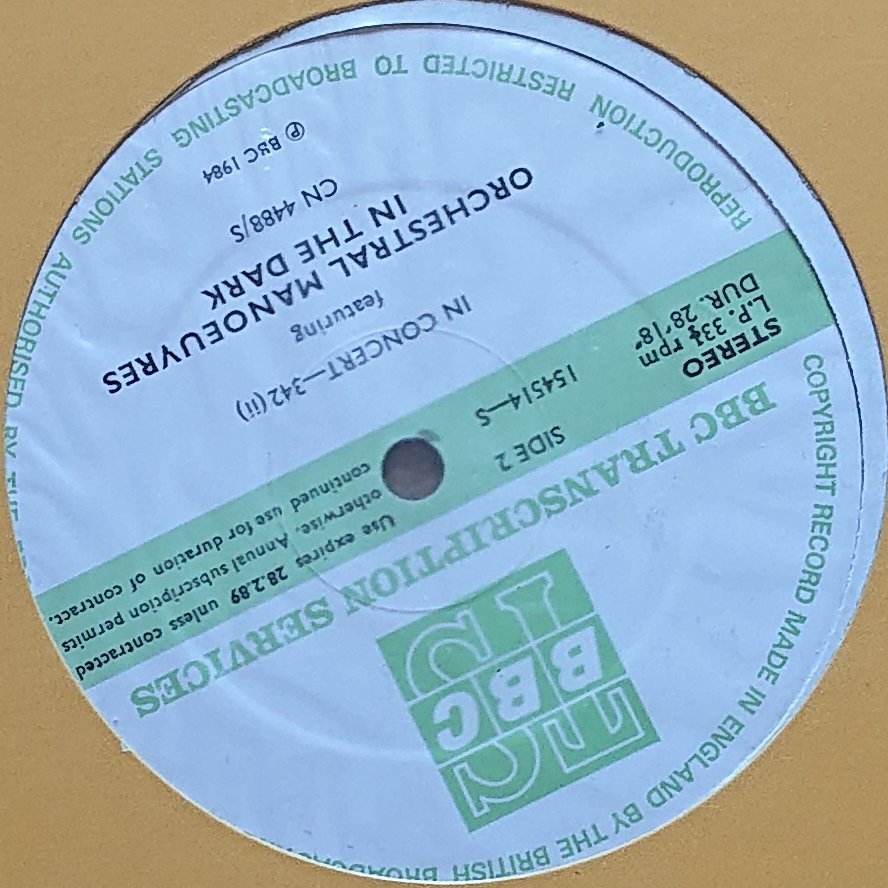 COPYRIGHT RECORD MADE IN ENGLAND BY THE BRITISH
REPRODUCTION RESTRICTED TO BROADCASTING STATIONS AUTHORISED BY THE
TC
BBC
TS
BBC TRANSCRIPTION SERVICES
STEREO
L.P. 33⅓ rpm
DUR. 28'18"
SIDE 2
154514—S
Use expires 28.2.89 unless contracted
otherwise. Annual subscription permits
continued use for duration of contract.
IN CONCERT—342(ii)
featuring
ORCHESTRAL MANOEUVRES
IN THE DARK
CN 4488/S
℗ BBC 1984